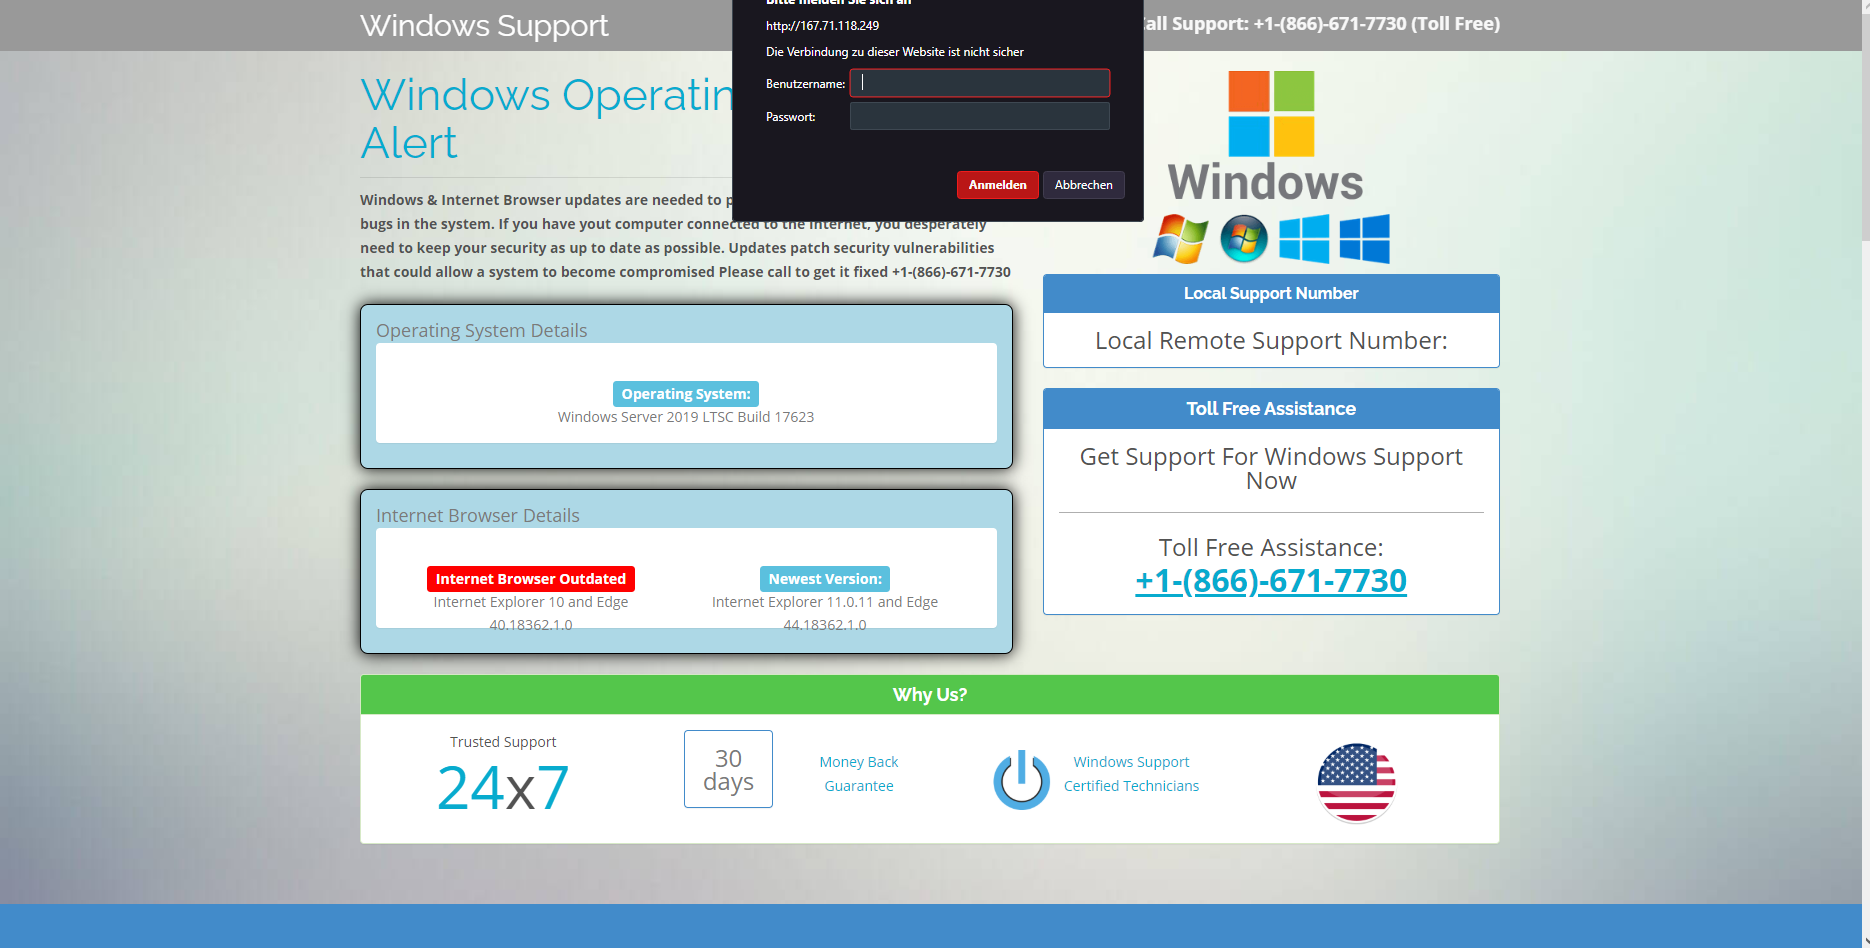 Windows Support
Call Support: +1-(866)-671-7730 (Toll Free)
Bitte melden Sie sich an
http://167.71.118.249
Die Verbindung zu dieser Website ist nicht sicher
Benutzername:
Passwort:
Anmelden
Abbrechen
Windows Operatin
Alert
Windows & Internet Browser updates are needed to p
bugs in the system. If you have yout computer connected to the Internet, you desperately
need to keep your security as up to date as possible. Updates patch security vulnerabilities
that could allow a system to become compromised Please call to get it fixed +1-(866)-671-7730
Windows
Operating System Details
Operating System:
Windows Server 2019 LTSC Build 17623
Internet Browser Details
Internet Browser Outdated
Internet Explorer 10 and Edge
40.18362.1.0
Newest Version:
Internet Explorer 11.0.11 and Edge
44.18362.1.0
Local Support Number
Local Remote Support Number:
Toll Free Assistance
Get Support For Windows Support
Now
Toll Free Assistance:
+1-(866)-671-7730
Why Us?
Trusted Support
24x7
30
days
Money Back
Guarantee
Windows Support
Certified Technicians